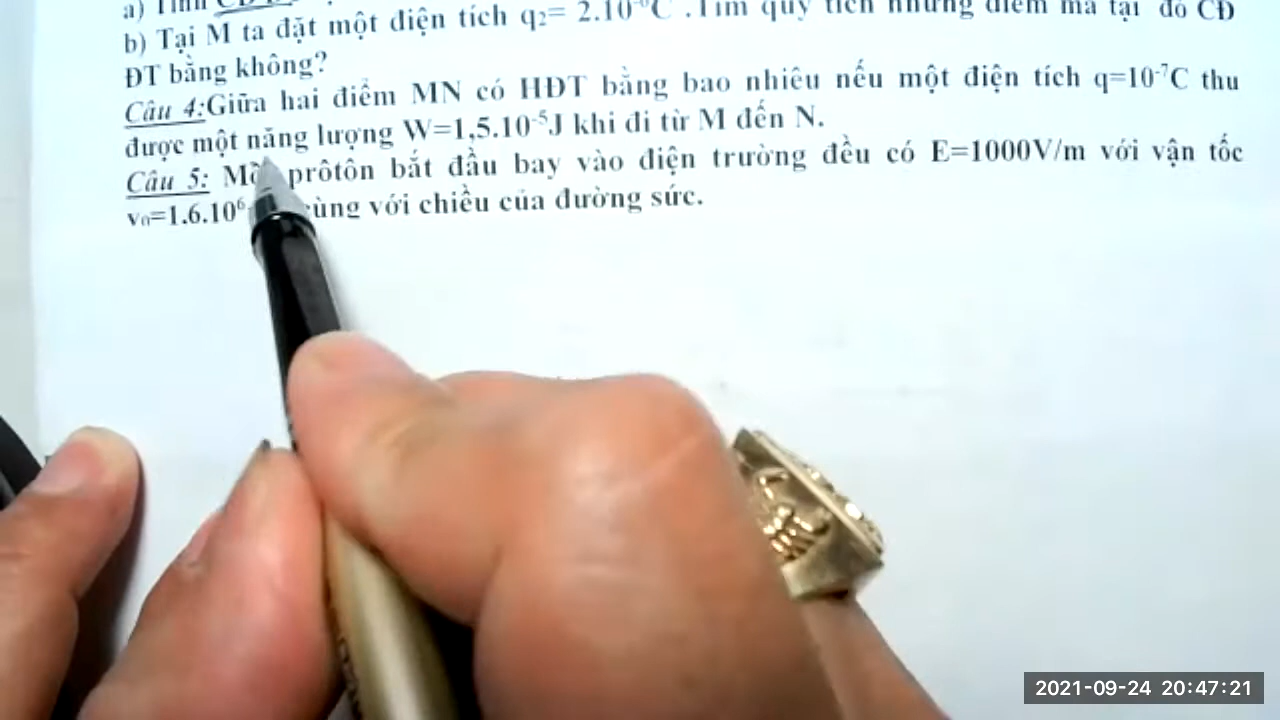 a) Tính CĐĐT
b) Tại M ta đặt một điện tích q₂= 2.10⁻⁶C .Tìm quỹ tích những điểm mà tại đó CĐ
ĐT bằng không?
Câu 4:Giữa hai điểm MN có HĐT bằng bao nhiêu nếu một điện tích q=10⁻⁷C thu
được một năng lượng W=1,5.10⁻⁵J khi đi từ M đến N.
Câu 5: prôtôn bắt đầu bay vào điện trường đều có E=1000V/m với vận tốc
v₀=1.6.10⁶ cùng với chiều của đường sức.
2021-09-24 20:47:21